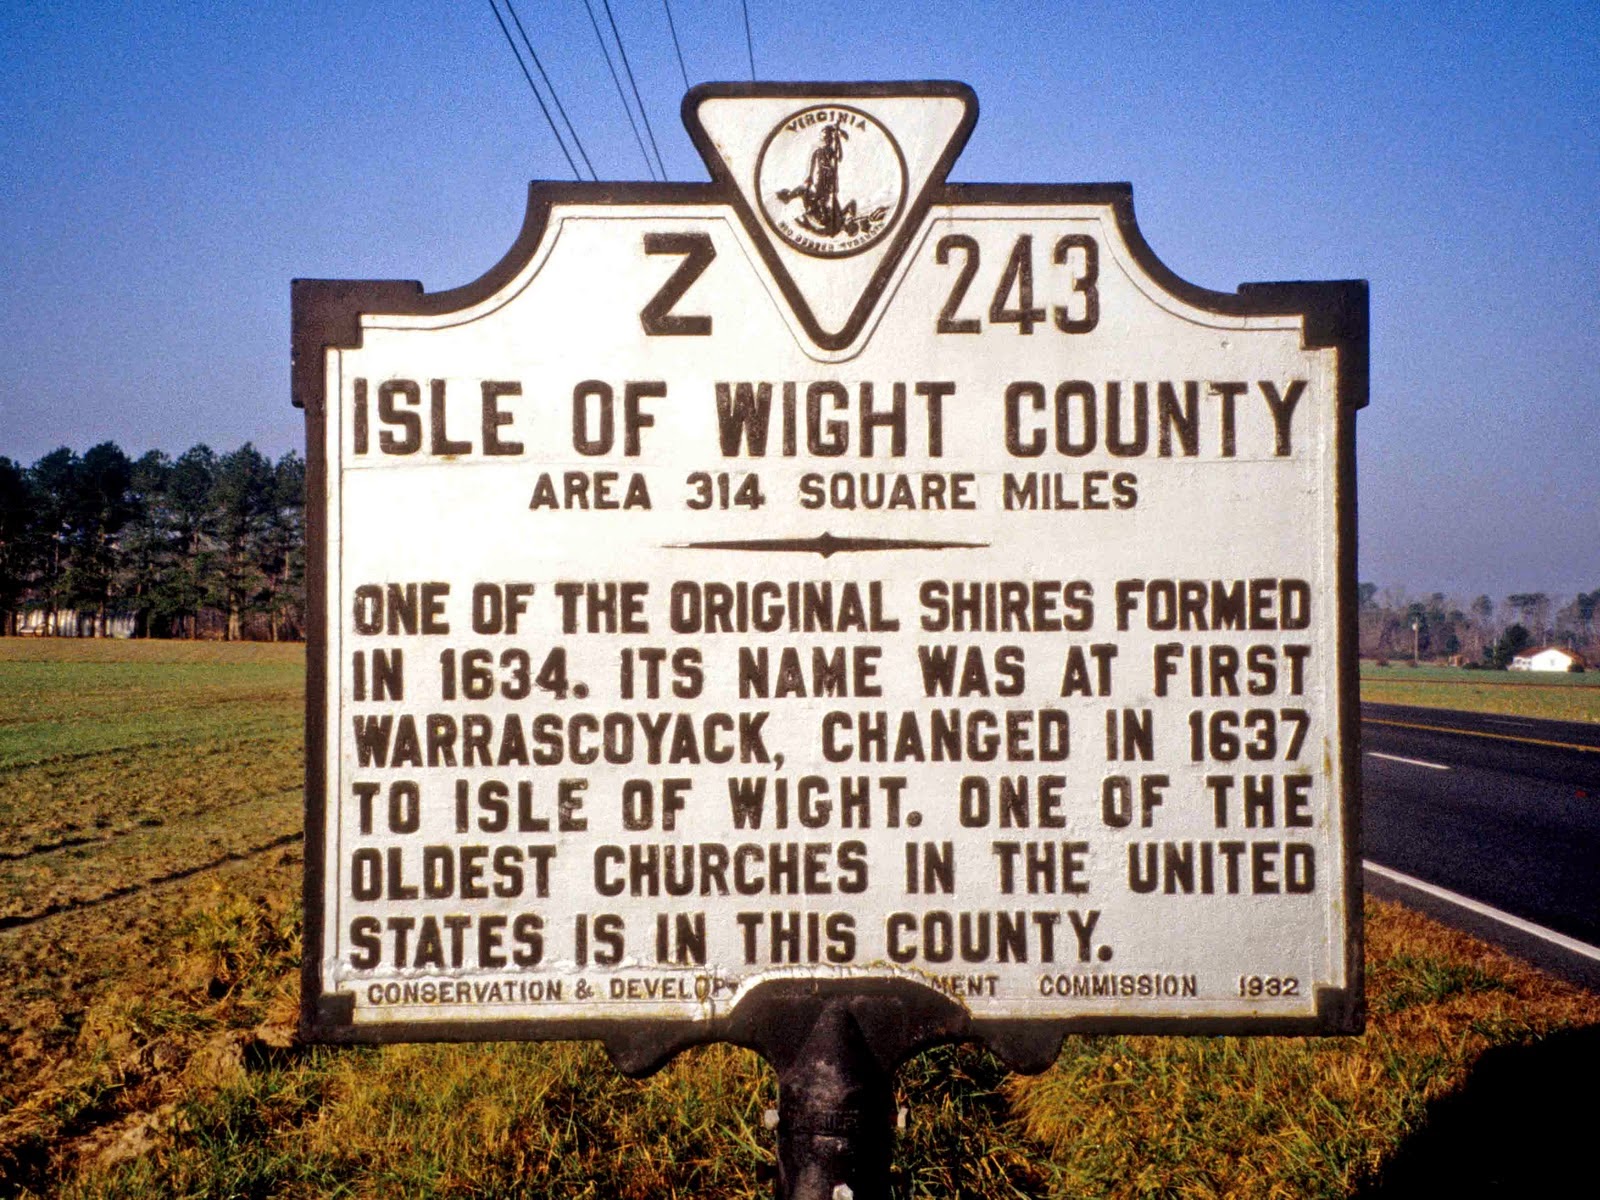 VIRGINIA
Z 243
ISLE OF WIGHT COUNTY
AREA 314 SQUARE MILES
ONE OF THE ORIGINAL SHIRES FORMED
IN 1634. ITS NAME WAS AT FIRST
WARRASCOYACK, CHANGED IN 1637
TO ISLE OF WIGHT. ONE OF THE
OLDEST CHURCHES IN THE UNITED
STATES IS IN THIS COUNTY.
CONSERVATION & DEVELOP MENT COMMISSION 1932